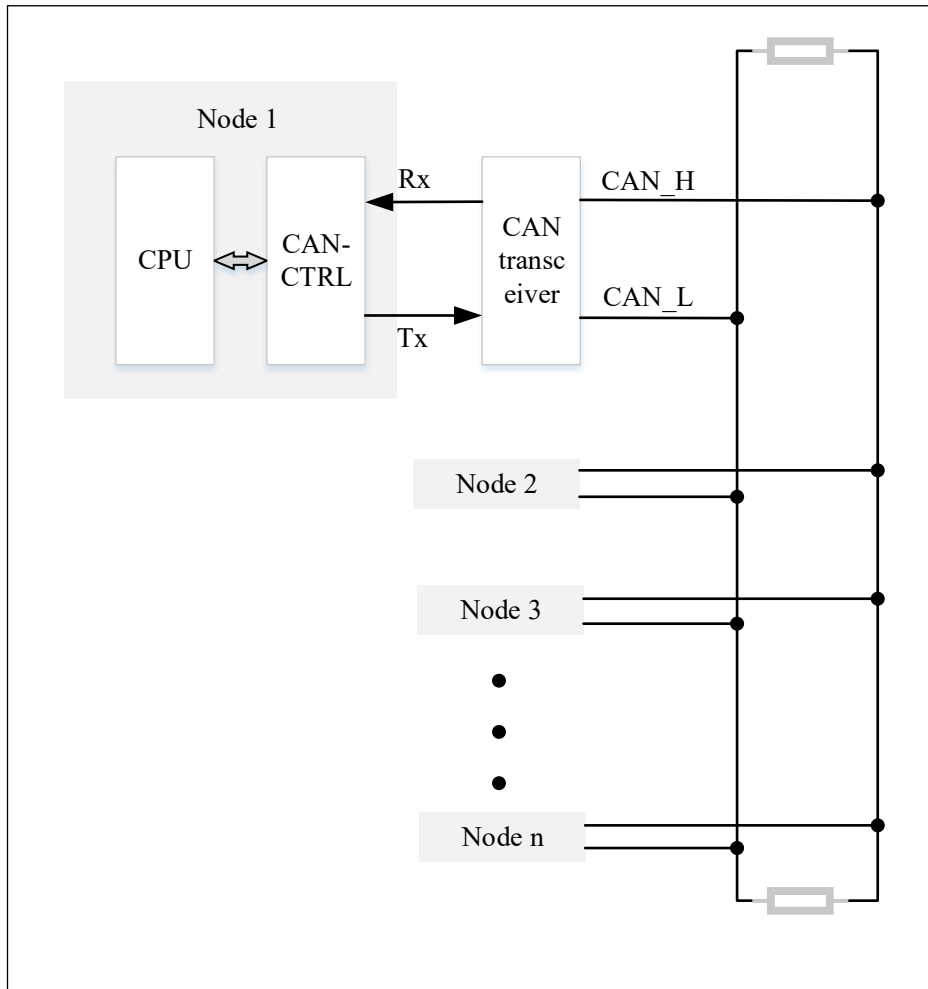 Node 1
Rx
CAN_H
CPU
CAN-
CTRL
CAN
transc
eiver
Tx
CAN_L
Node 2
Node 3
Node n